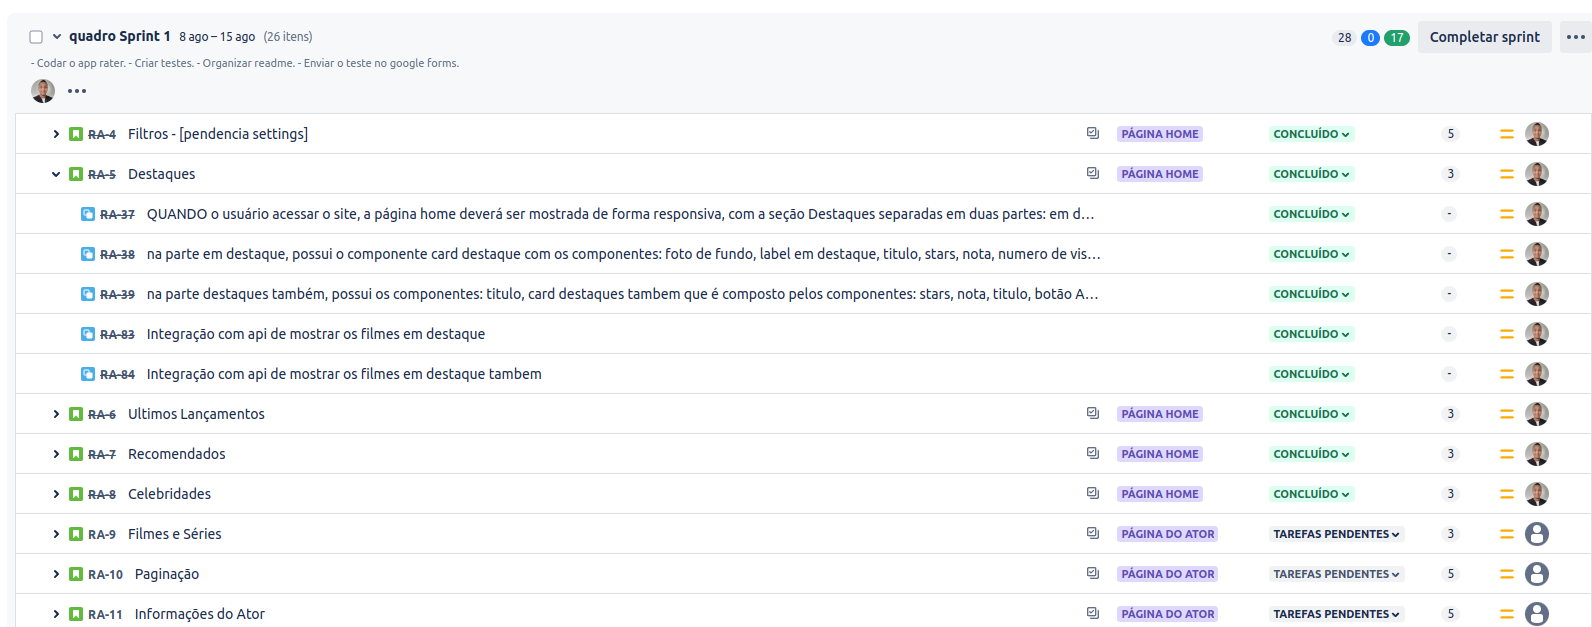 quadro Sprint 1 8 ago – 15 ago (26 itens) 28 0 17 Completar sprint
- Codar o app rater. - Criar testes. - Organizar readme. - Enviar o teste no google forms.
RA-4 Filtros - [pendencia settings] PÁGINA HOME CONCLUÍDO 5
RA-5 Destaques PÁGINA HOME CONCLUÍDO 3
RA-37 QUANDO o usuário acessar o site, a página home deverá ser mostrada de forma responsiva, com a seção Destaques separadas em duas partes: em d... CONCLUÍDO -
RA-38 na parte em destaque, possui o componente card destaque com os componentes: foto de fundo, label em destaque, titulo, stars, nota, numero de vis... CONCLUÍDO -
RA-39 na parte destaques também, possui os componentes: titulo, card destaques tambem que é composto pelos componentes: stars, nota, titulo, botão A... CONCLUÍDO -
RA-83 Integração com api de mostrar os filmes em destaque CONCLUÍDO -
RA-84 Integração com api de mostrar os filmes em destaque tambem CONCLUÍDO -
RA-6 Ultimos Lançamentos PÁGINA HOME CONCLUÍDO 3
RA-7 Recomendados PÁGINA HOME CONCLUÍDO 3
RA-8 Celebridades PÁGINA HOME CONCLUÍDO 3
RA-9 Filmes e Séries PÁGINA DO ATOR TAREFAS PENDENTES 3
RA-10 Paginação PÁGINA DO ATOR TAREFAS PENDENTES 5
RA-11 Informações do Ator PÁGINA DO ATOR TAREFAS PENDENTES 5